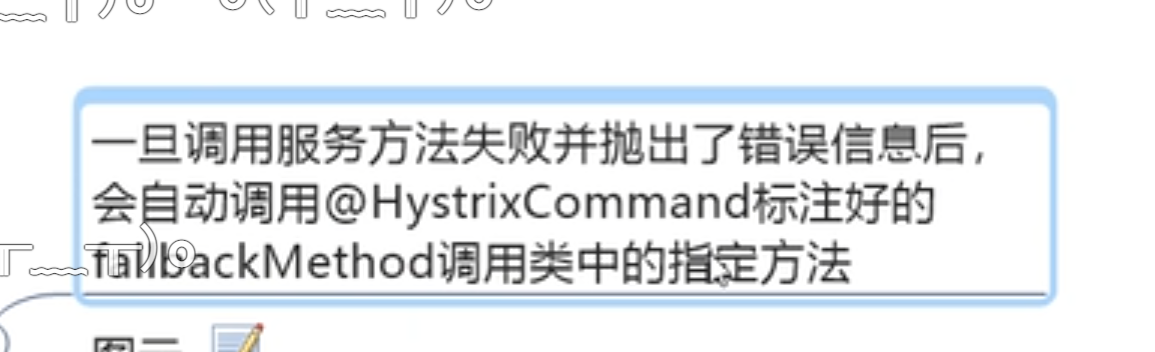 一旦调用服务方法失败并抛出了错误信息后，
会自动调用@HystrixCommand标注好的
fallbackMethod调用类中的指定方法